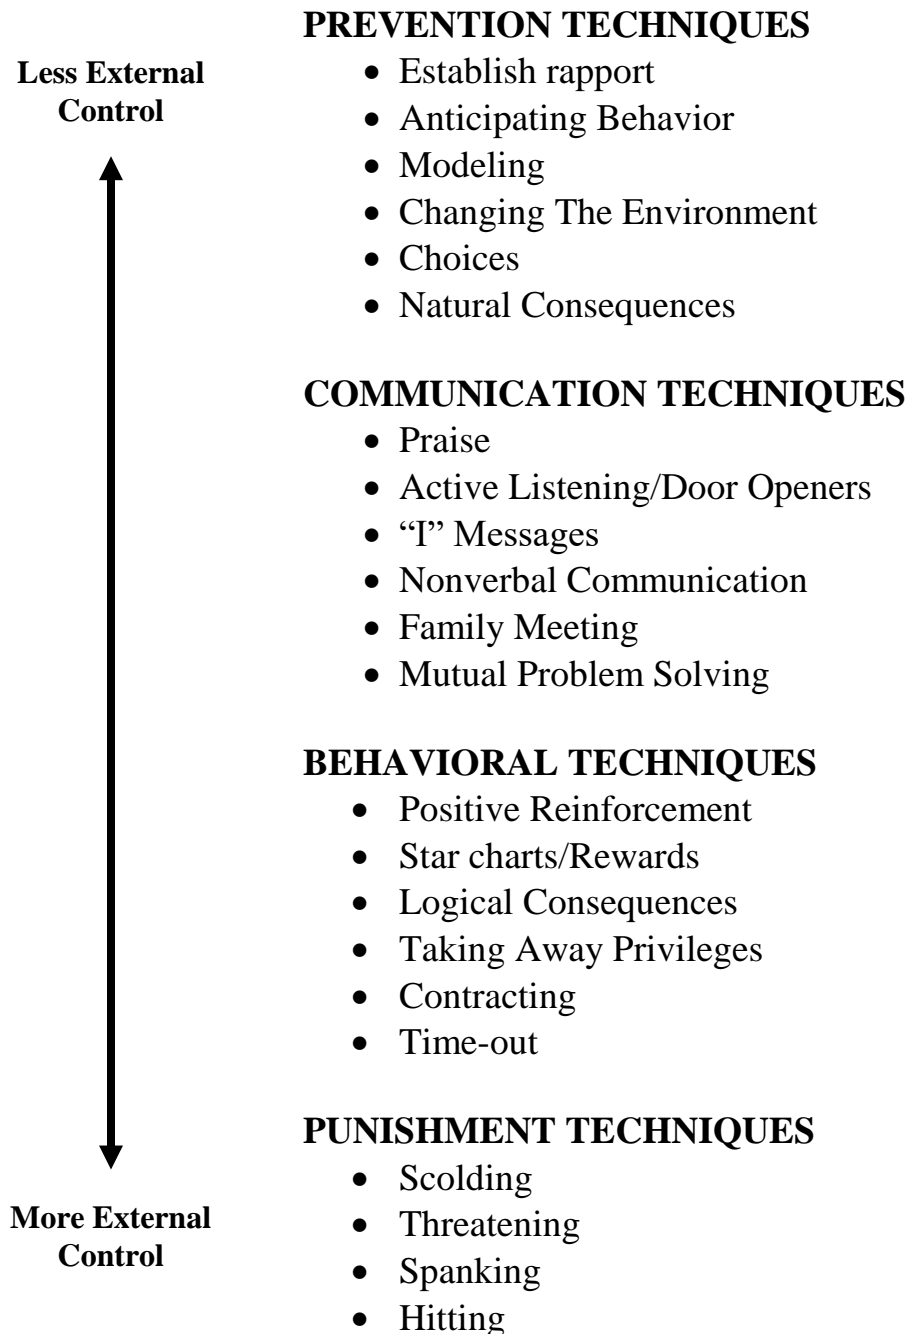 PREVENTION TECHNIQUES
Less External
Control
• Establish rapport
• Anticipating Behavior
• Modeling
• Changing The Environment
• Choices
• Natural Consequences
COMMUNICATION TECHNIQUES
• Praise
• Active Listening/Door Openers
• “I” Messages
• Nonverbal Communication
• Family Meeting
• Mutual Problem Solving
BEHAVIORAL TECHNIQUES
• Positive Reinforcement
• Star charts/Rewards
• Logical Consequences
• Taking Away Privileges
• Contracting
• Time-out
PUNISHMENT TECHNIQUES
More External
Control
• Scolding
• Threatening
• Spanking
• Hitting